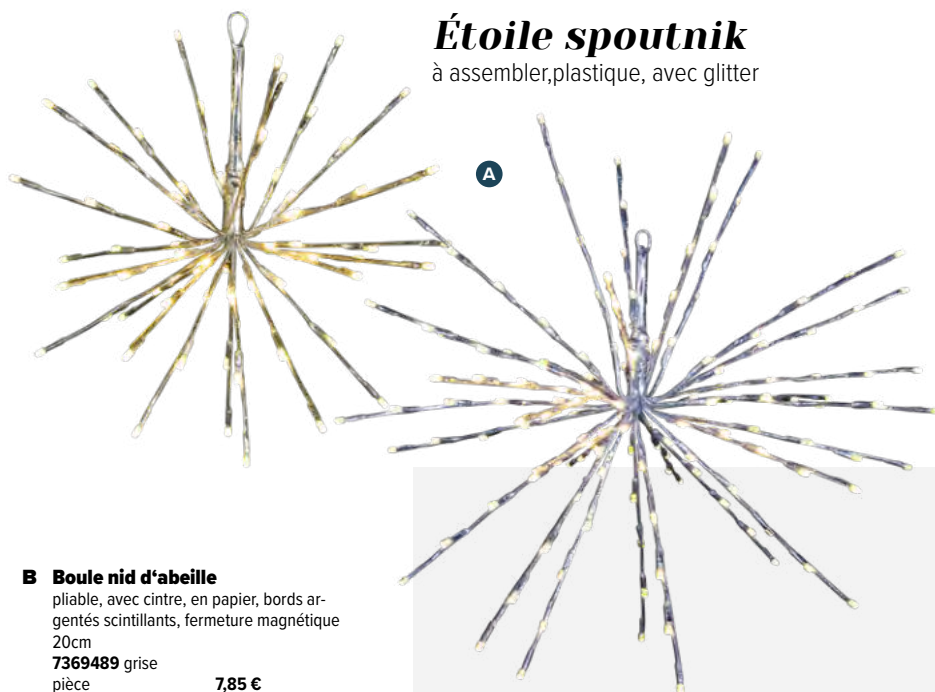 Étoile spoutnik
à assembler,plastique, avec glitter
A
B Boule nid d‘abeille
pliable, avec cintre, en papier, bords ar-
gentés scintillants, fermeture magnétique
20cm
7369489 grise
pièce 7,85 €